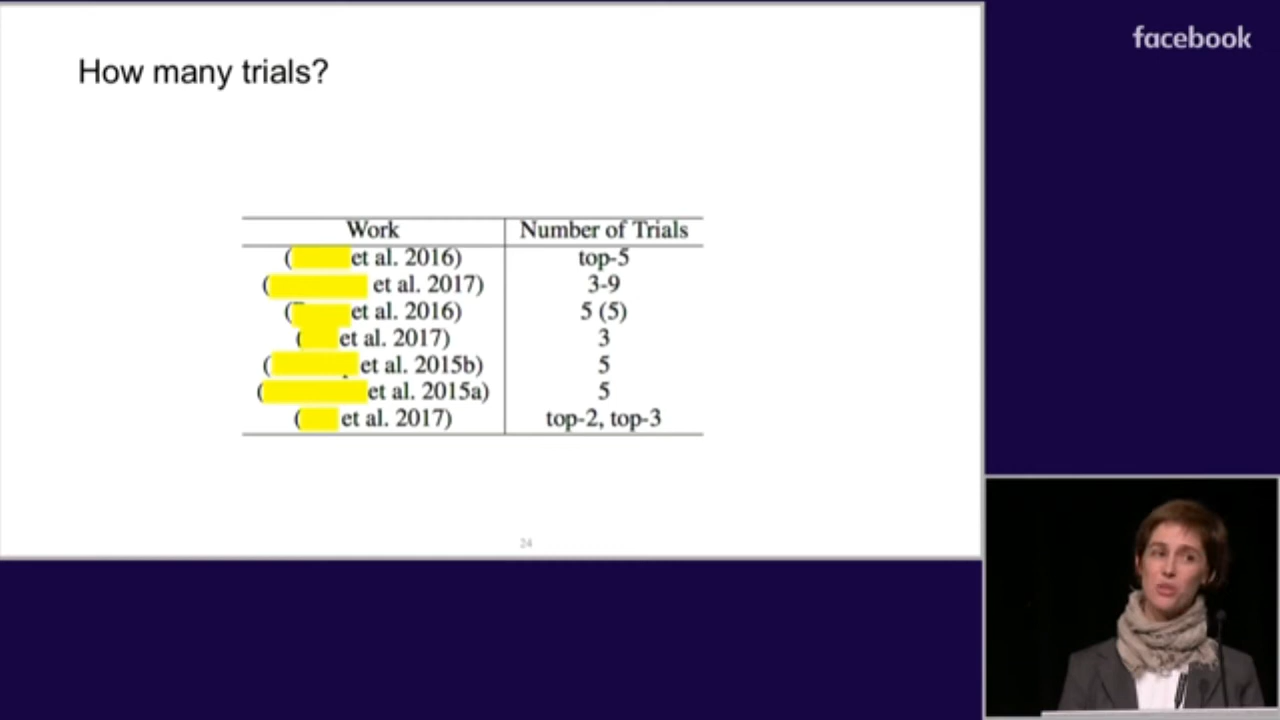 How many trials?
facebook
Work Number of Trials
( et al. 2016) top-5
( et al. 2017) 3-9
( et al. 2016) 5 (5)
( et al. 2017) 3
( et al. 2015b) 5
( et al. 2015a) 5
( et al. 2017) top-2, top-3
24